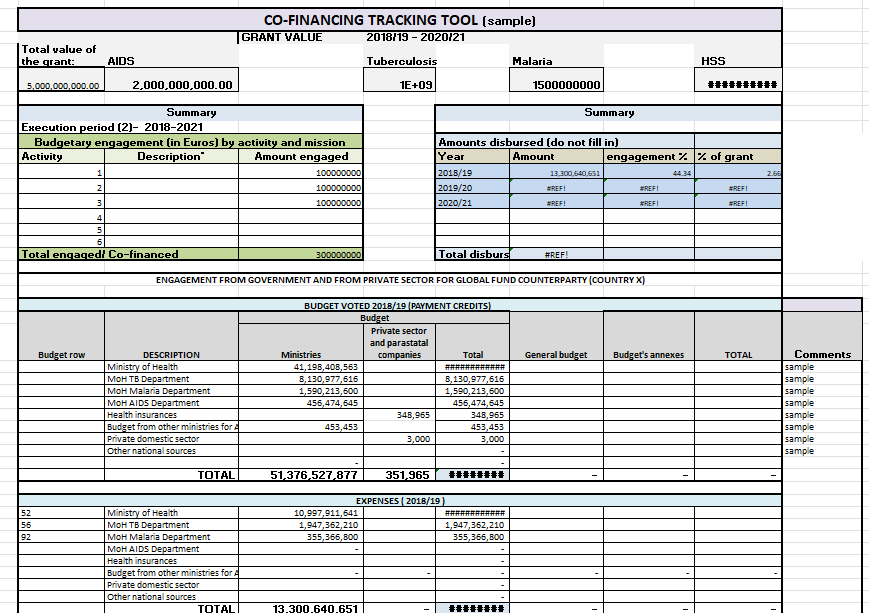 CO-FINANCING TRACKING TOOL (sample)
GRANT VALUE 2018/19 - 2020/21
Total value of the grant: AIDS Tuberculosis Malaria HSS
5,000,000,000.00 2,000,000,000.00 1E+09 1500000000 ##########
Summary Summary
Execution period (2)- 2018-2021
Budgetary engagement (in Euros) by activity and mission Amounts disbursed (do not fill in)
Activity Description* Amount engaged Year Amount engagement % % of grant
1 100000000 2018/19 13,300,640,651 44.34 2.66
2 100000000 2019/20 #REF! #REF! #REF!
3 100000000 2020/21 #REF! #REF! #REF!
4
5
6
Total engaged/ Co-financed 300000000 Total disburs #REF!
ENGAGEMENT FROM GOVERNMENT AND FROM PRIVATE SECTOR FOR GLOBAL FUND COUNTERPARTY (COUNTRY X)
BUDGET VOTED 2018/19 (PAYMENT CREDITS)
Budget
Budget row DESCRIPTION Ministries Private sector and parastatal companies Total General budget Budget's annexes TOTAL Comments
Ministry of Health 41,198,408,563 ############ sample
MoH TB Department 8,130,977,616 8,130,977,616 sample
MoH Malaria Department 1,590,213,600 1,590,213,600 sample
MoH AIDS Department 456,474,645 456,474,645 sample
Health insurances 348,965 348,965 sample
Budget from other ministries for A 453,453 453,453 sample
Private domestic sector 3,000 3,000 sample
Other national sources - sample
- -
TOTAL 51,376,527,877 351,965 ######## - - -
EXPENSES ( 2018/19 )
52 Ministry of Health 10,997,911,641 ############
56 MoH TB Department 1,947,362,210 1,947,362,210
92 MoH Malaria Department 355,366,800 355,366,800
MoH AIDS Department - -
Health insurances -
Budget from other ministries for A - - - - - -
Private domestic sector -
Other national sources -
TOTAL 13,300,640,651 - ######## - - -